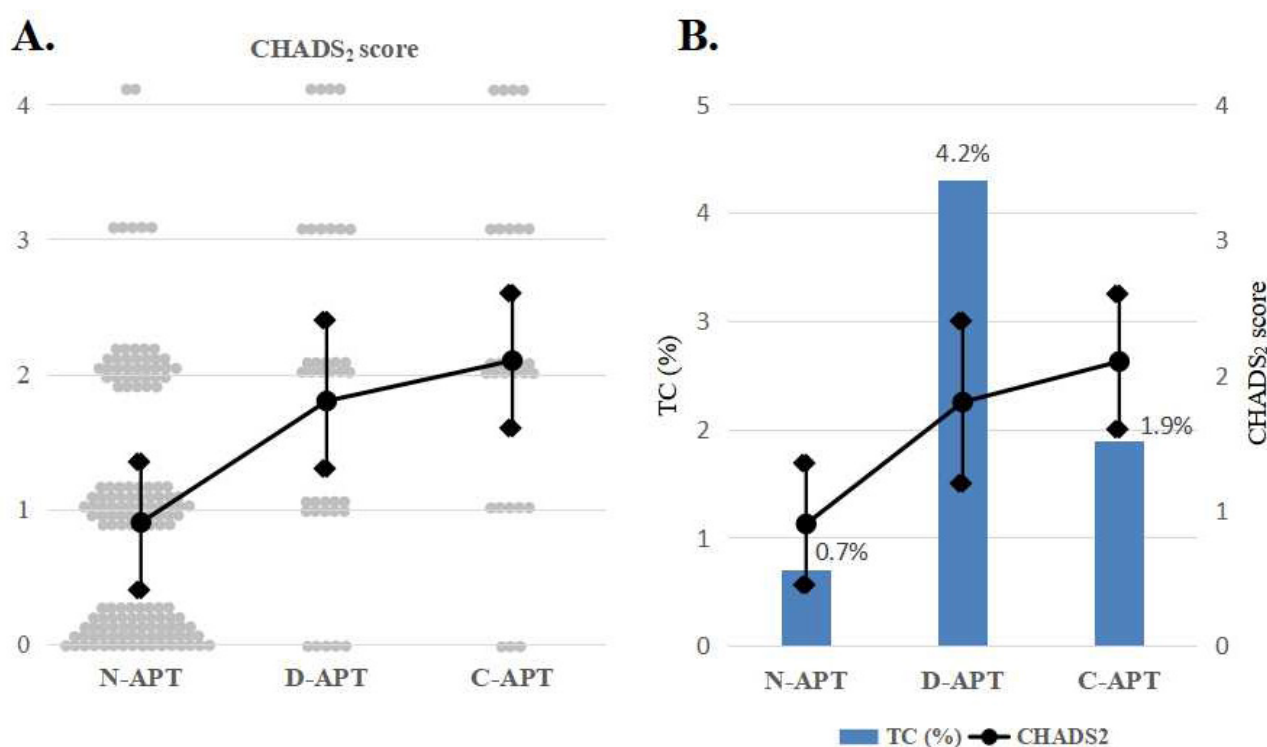 A.
CHADS₂ score
4
3
2
1
0
N-APT D-APT C-APT
B.
5
4
3
2
1
0
TC (%)
4.2%
0.7%
1.9%
4
3
2
1
0
CHADS₂ score
N-APT D-APT C-APT
TC (%) CHADS2